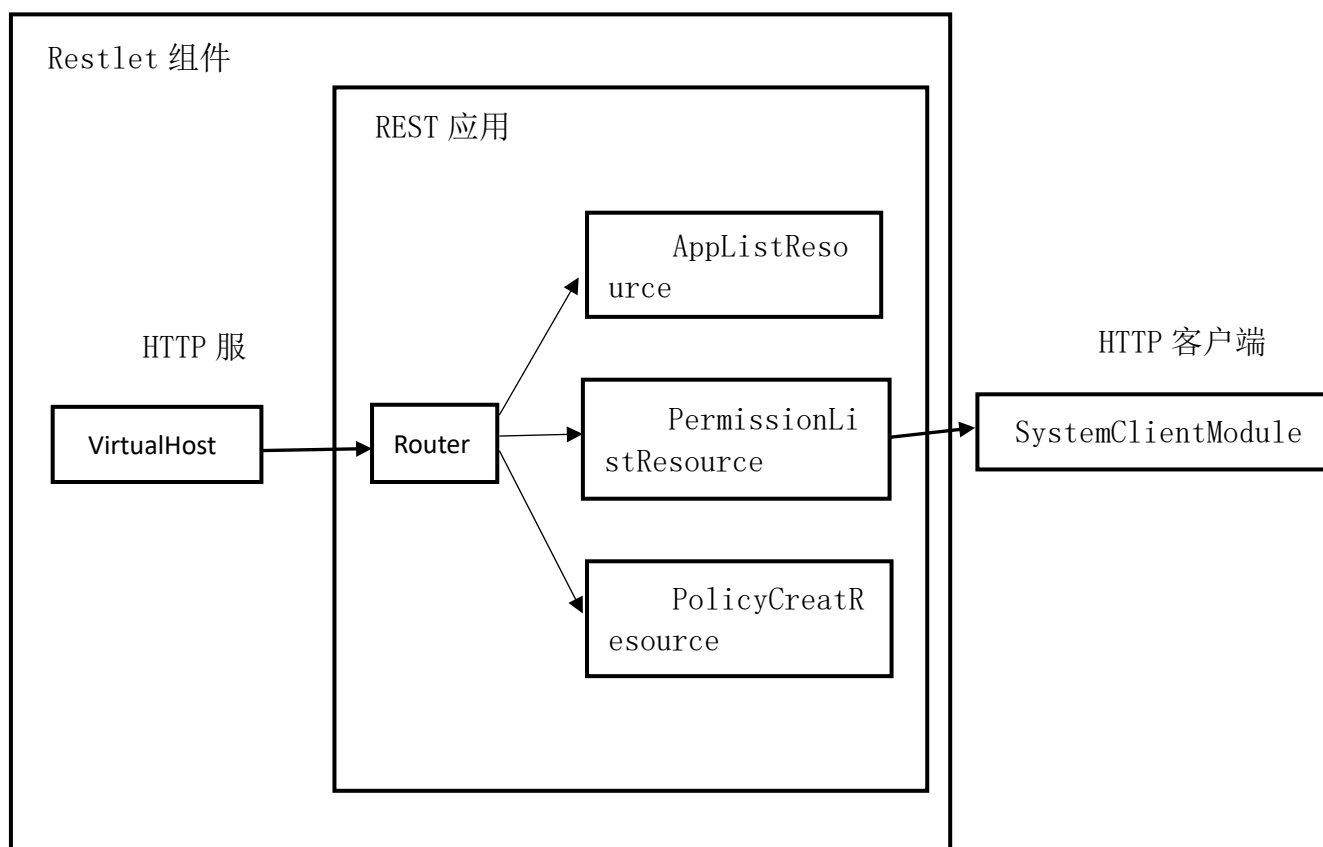 Restlet 组件
REST 应用
AppListReso
urce
HTTP 服
HTTP 客户端
VirtualHost
Router
PermissionLi
stResource
SystemClientModule
PolicyCreatR
esource